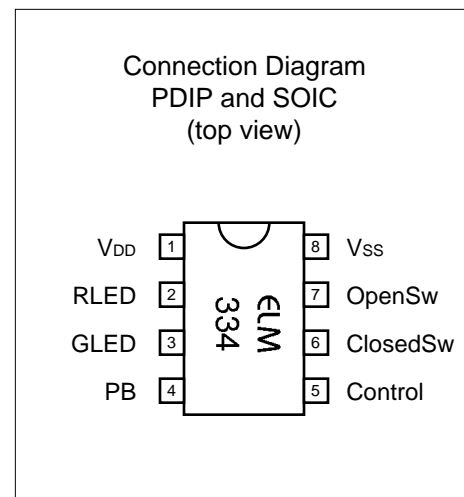 Connection Diagram
PDIP and SOIC
(top view)
VDD 1 8 VSS
RLED 2 7 OpenSw
GLED 3 6 ClosedSw
PB 4 5 Control
ELM
334